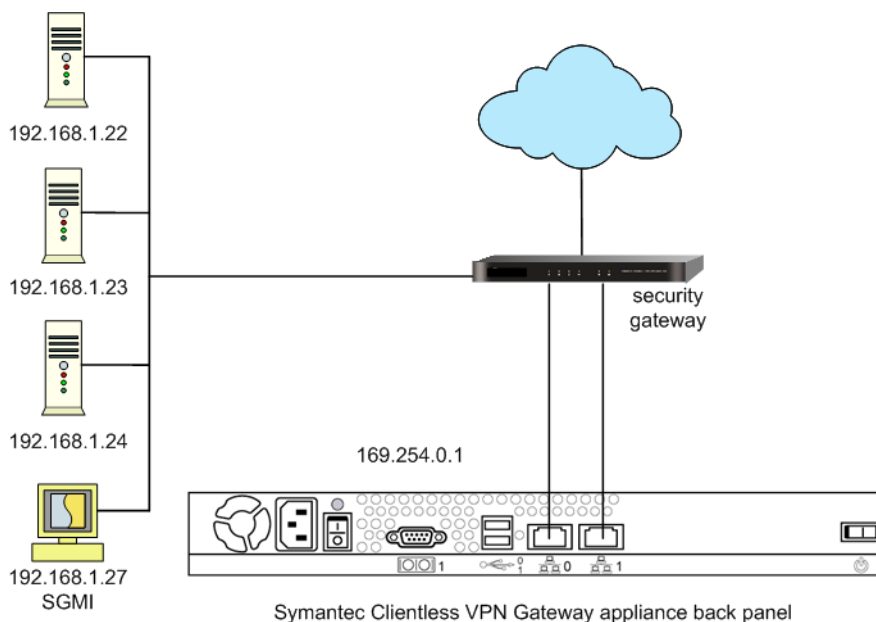 192.168.1.22
192.168.1.23
security
gateway
192.168.1.24
169.254.0.1
1
0
1
0
1
192.168.1.27
SGMI
Symantec Clientless VPN Gateway appliance back panel